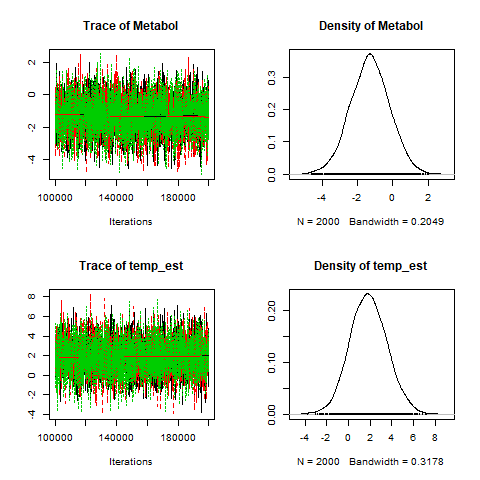 Trace of Metabol
2
0
-2
-4
100000 140000 180000
Iterations
Density of Metabol
0.3
0.2
0.1
0.0
-4 -2 0 2
N = 2000 Bandwidth = 0.2049
Trace of temp_est
8
6
4
2
0
-2
-4
100000 140000 180000
Iterations
Density of temp_est
0.20
0.10
0.00
-4 -2 0 2 4 6 8
N = 2000 Bandwidth = 0.3178